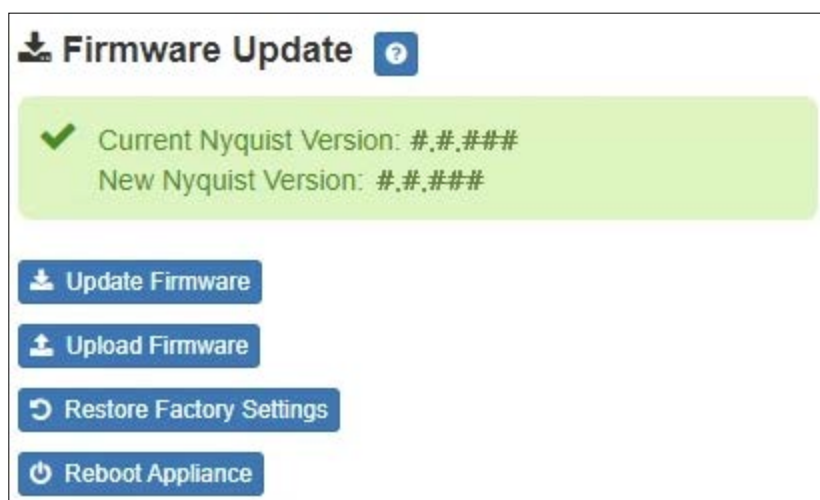 Firmware Update ?
Current Nyquist Version: #.#.###
New Nyquist Version: #.#.###
Update Firmware
Upload Firmware
Restore Factory Settings
Reboot Appliance